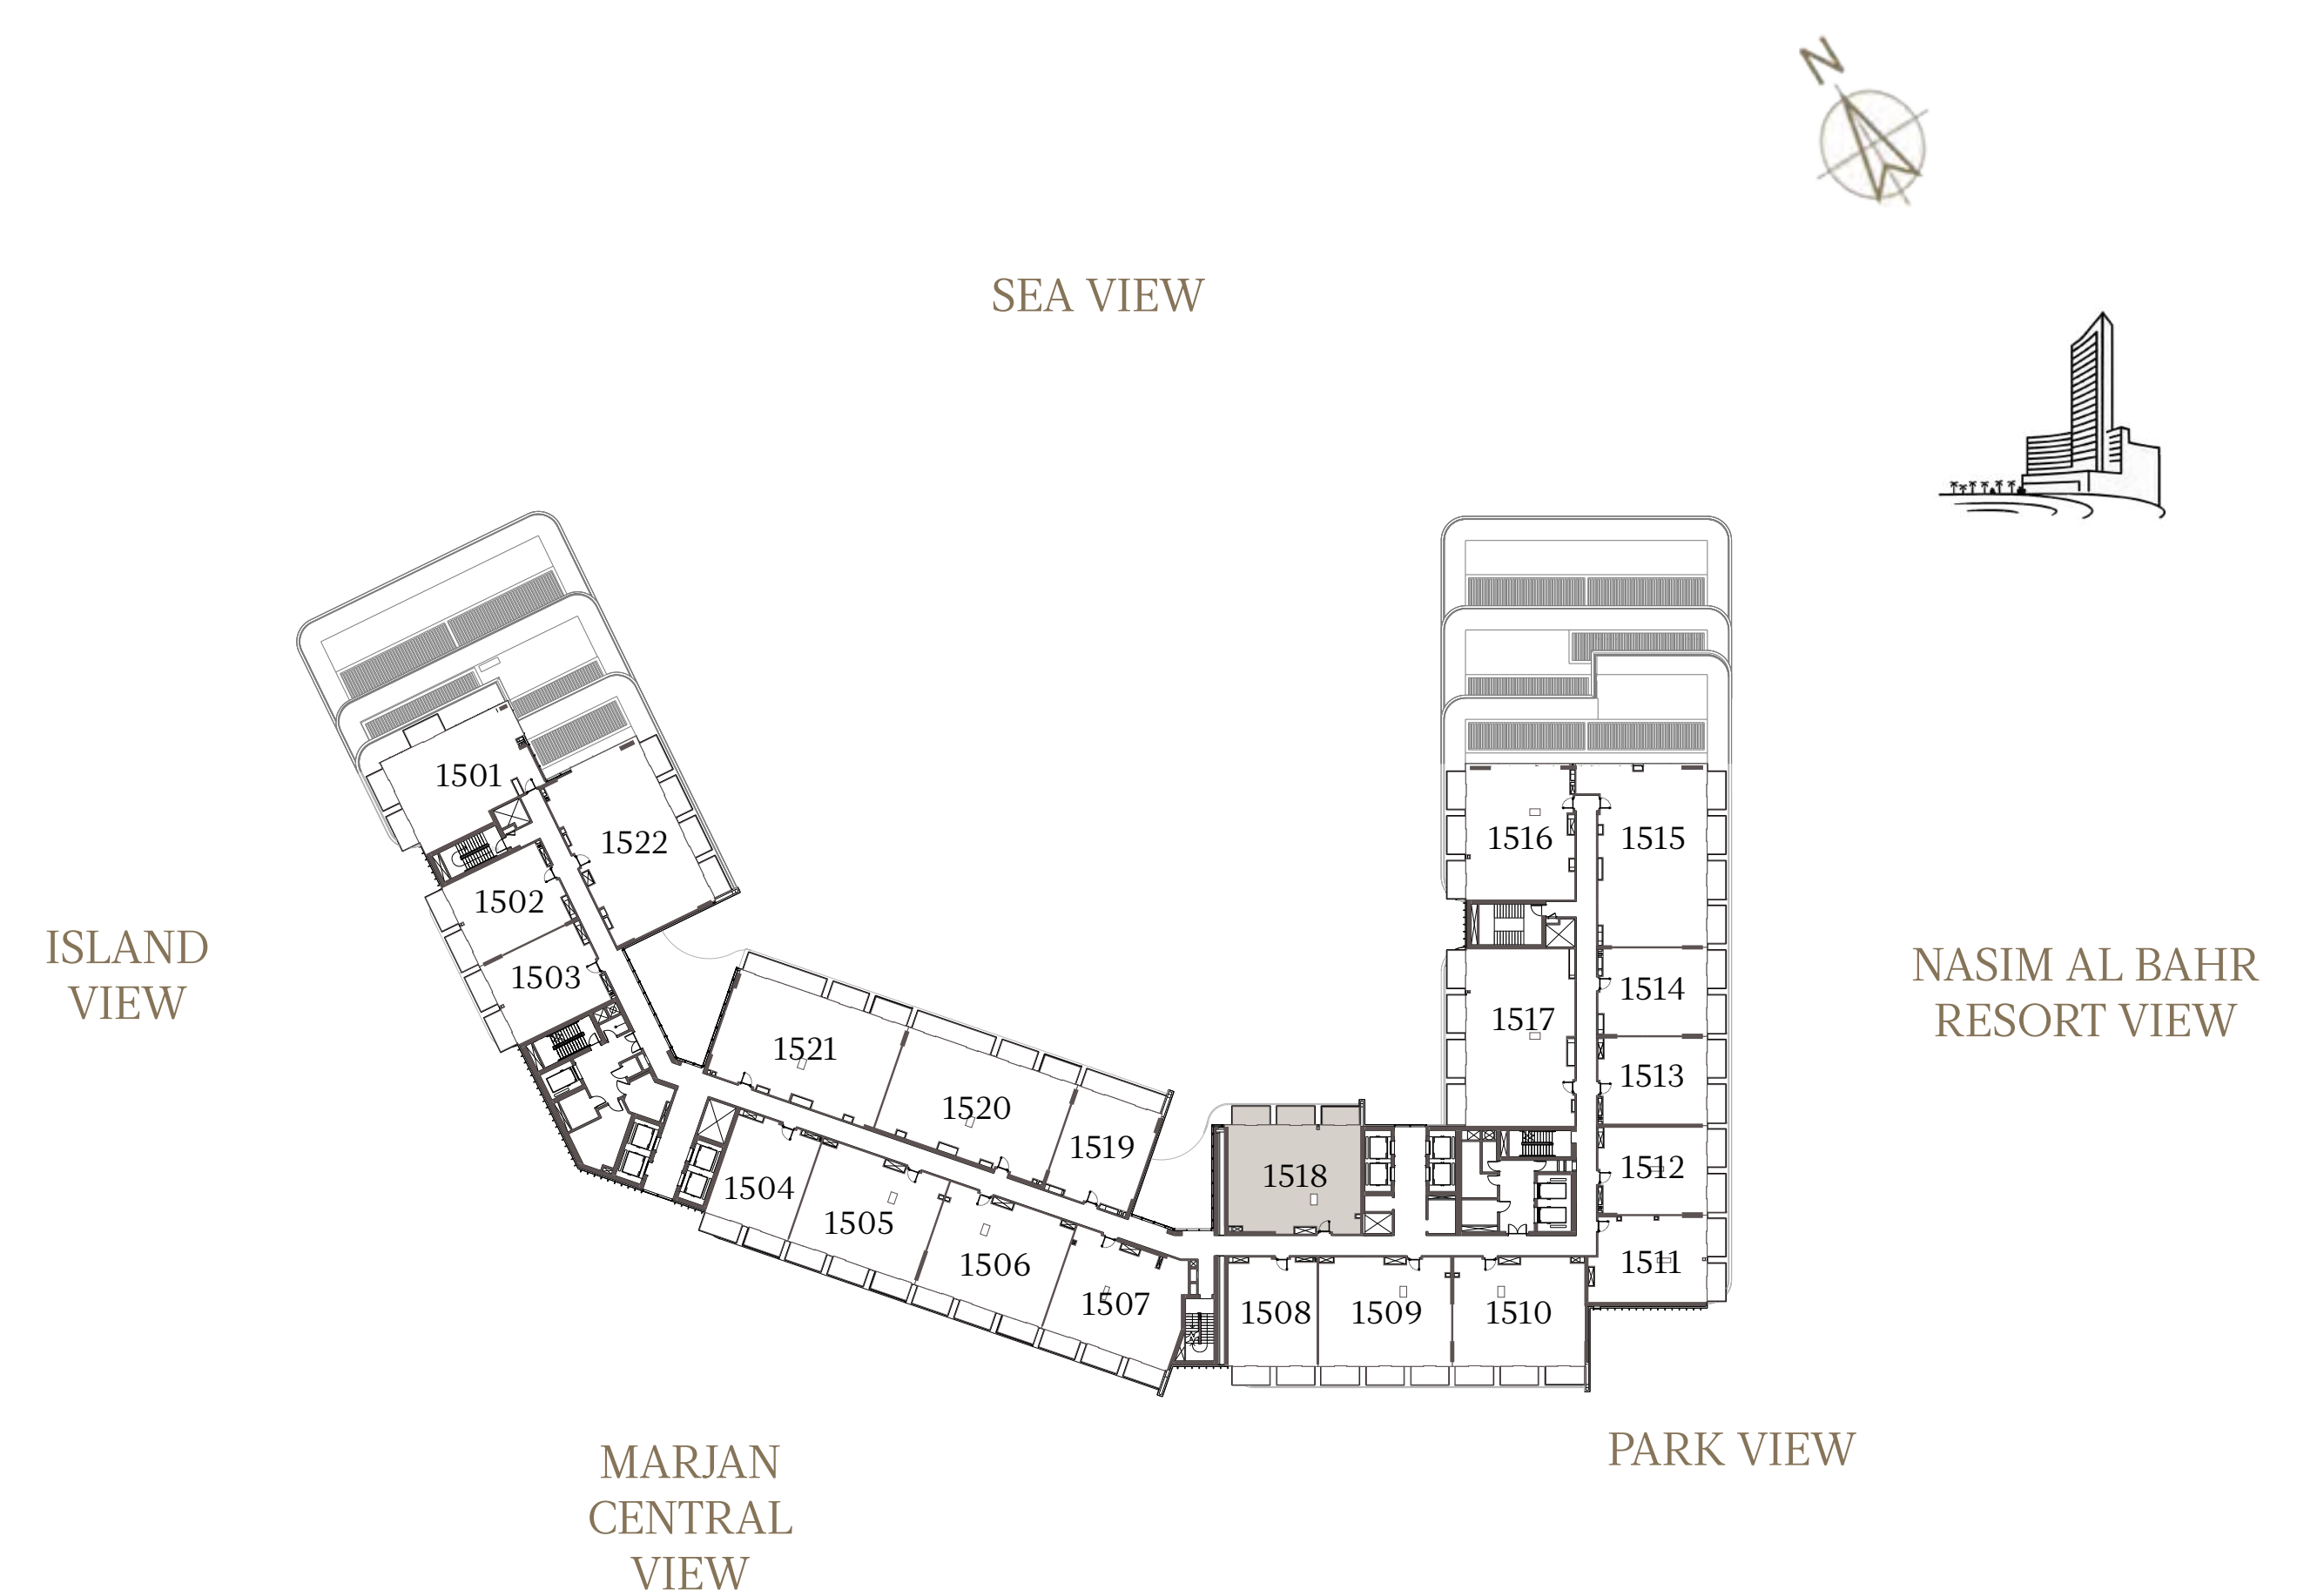 N
SEA VIEW
1501
1522
1502
1503
1516
1515
ISLAND
VIEW
NASIM AL BAHR
RESORT VIEW
1514
1517
1521
1513
1520
1519
1512
1518
1504
1505
1506
1511
1507
1508
1509
1510
PARK VIEW
MARJAN
CENTRAL
VIEW